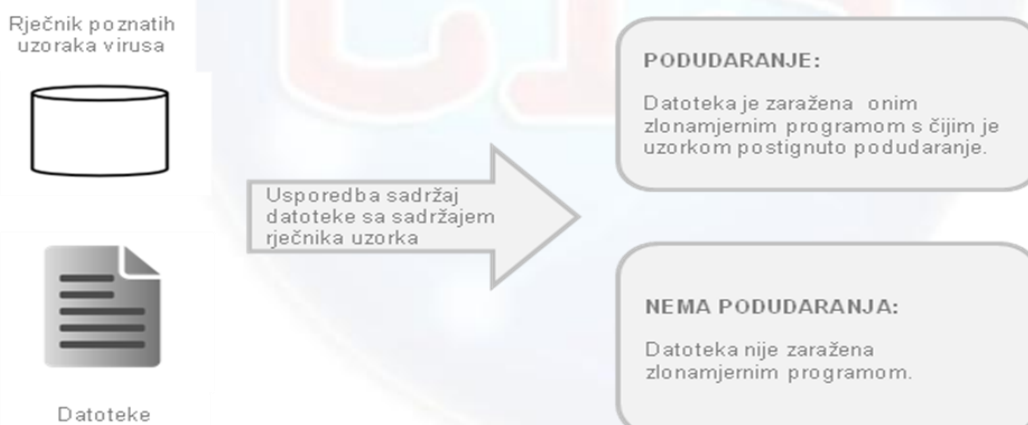 Rječnik poznatih
uzoraka virusa
Datoteke
Usporedba sadržaj
datoteke sa sadržajem
rječnika uzorka
PODUDARANJE:
Datoteka je zaražena onim
zlonamjernim programom s čijim je
uzorkom postignuto podudaranje.
NEMA PODUDARANJA:
Datoteka nije zaražena
zlonamjernim programom.